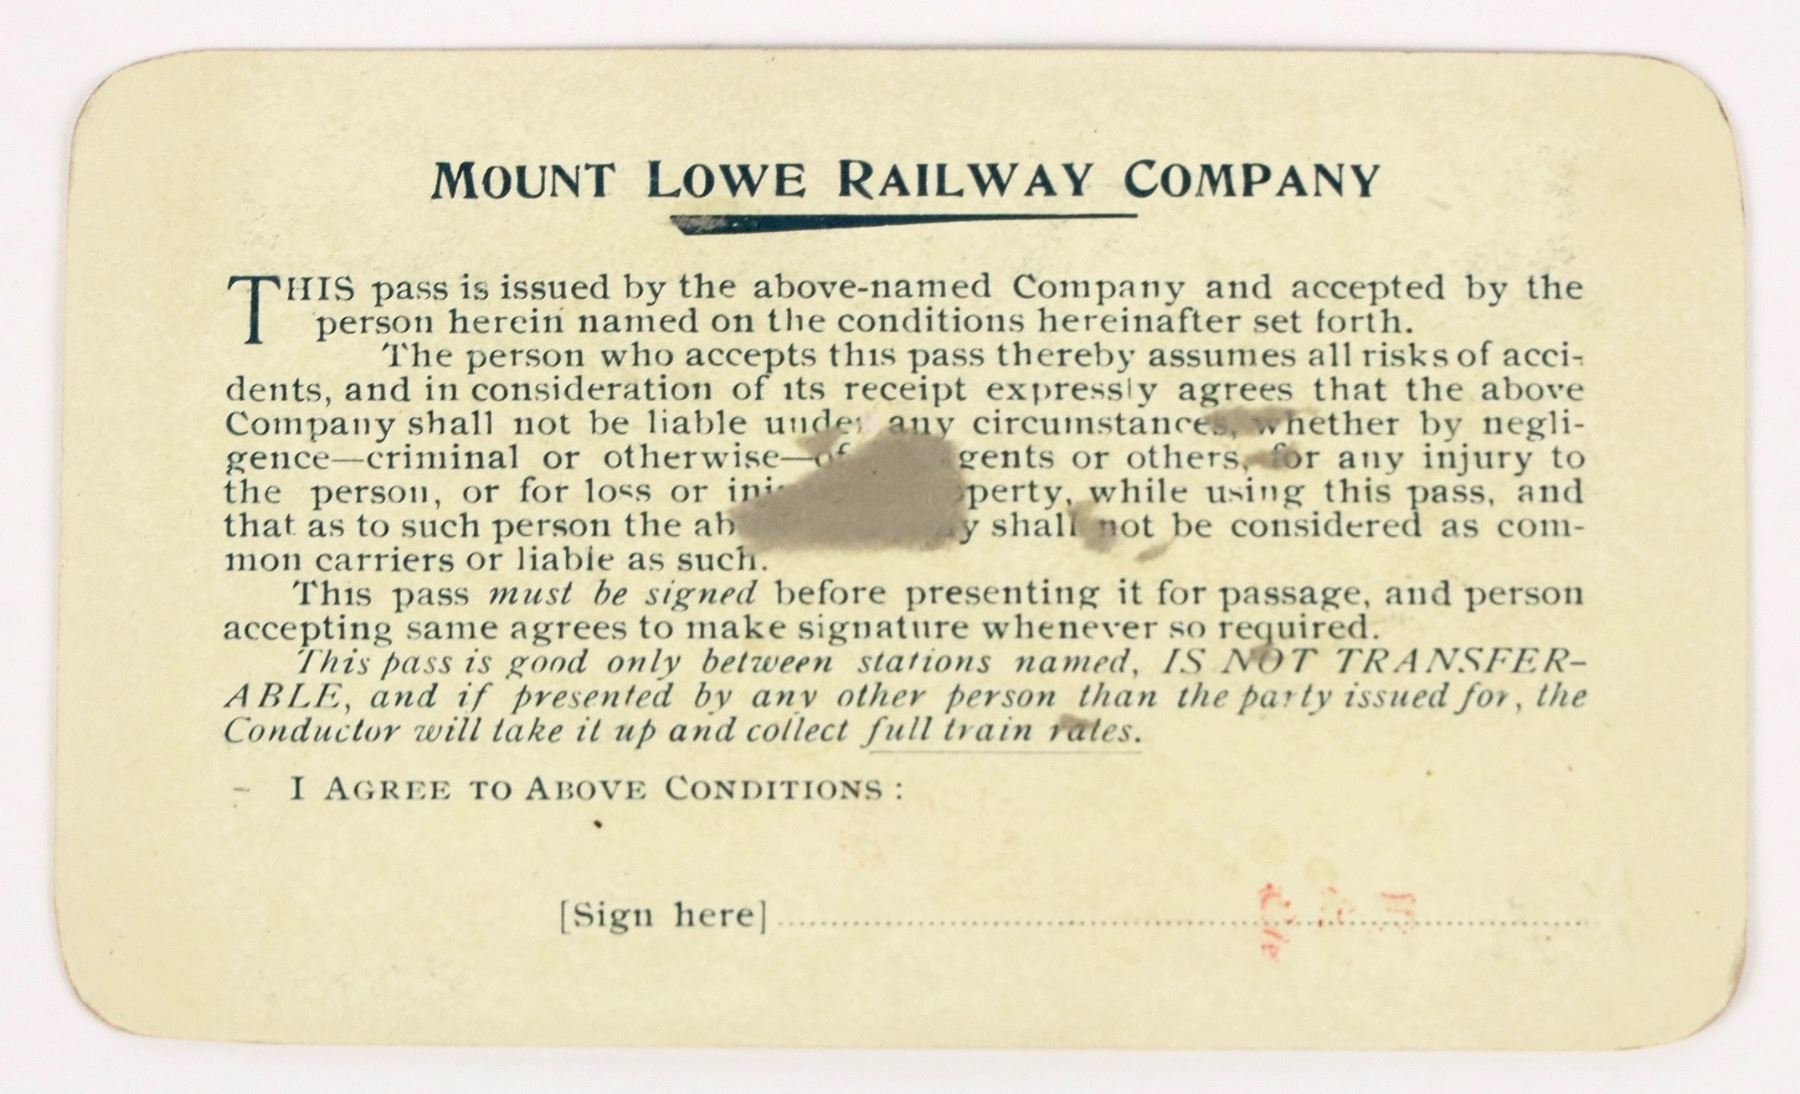 MOUNT LOWE RAILWAY COMPANY
THIS pass is issued by the above-named Company and accepted by the
person herein named on the conditions hereinafter set forth.
The person who accepts this pass thereby assumes all risks of acci-
dents, and in consideration of its receipt expressly agrees that the above
Company shall not be liable under any circumstances, whether by negli-
gence—criminal or otherwise—of gents or others, for any injury to
the person, or for loss or perty, while using this pass, and
that as to such person the ab y shall not be considered as com-
mon carriers or liable as such.
This pass must be signed before presenting it for passage, and person
accepting same agrees to make signature whenever so required.
This pass is good only between stations named, IS NOT TRANSFER-
ABLE, and if presented by any other person than the party issued for, the
Conductor will take it up and collect full train rates.
I AGREE TO ABOVE CONDITIONS :
[Sign here]